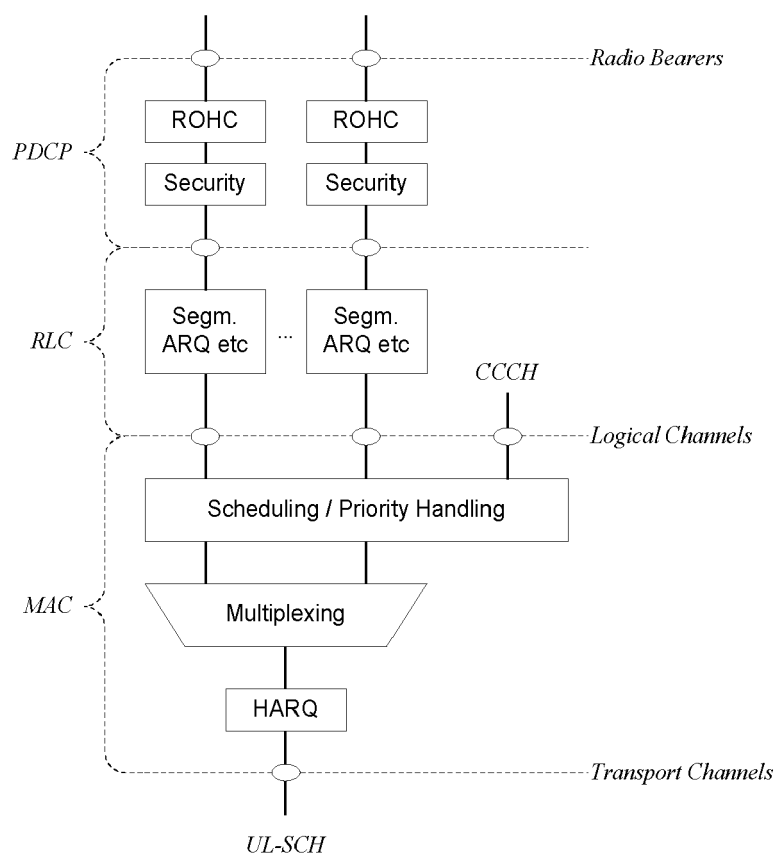 Radio Bearers
ROHC
ROHC
PDCP
Security
Security
Segm.
ARQ etc
...
Segm.
ARQ etc
RLC
CCCH
Logical Channels
Scheduling / Priority Handling
MAC
Multiplexing
HARQ
Transport Channels
UL-SCH